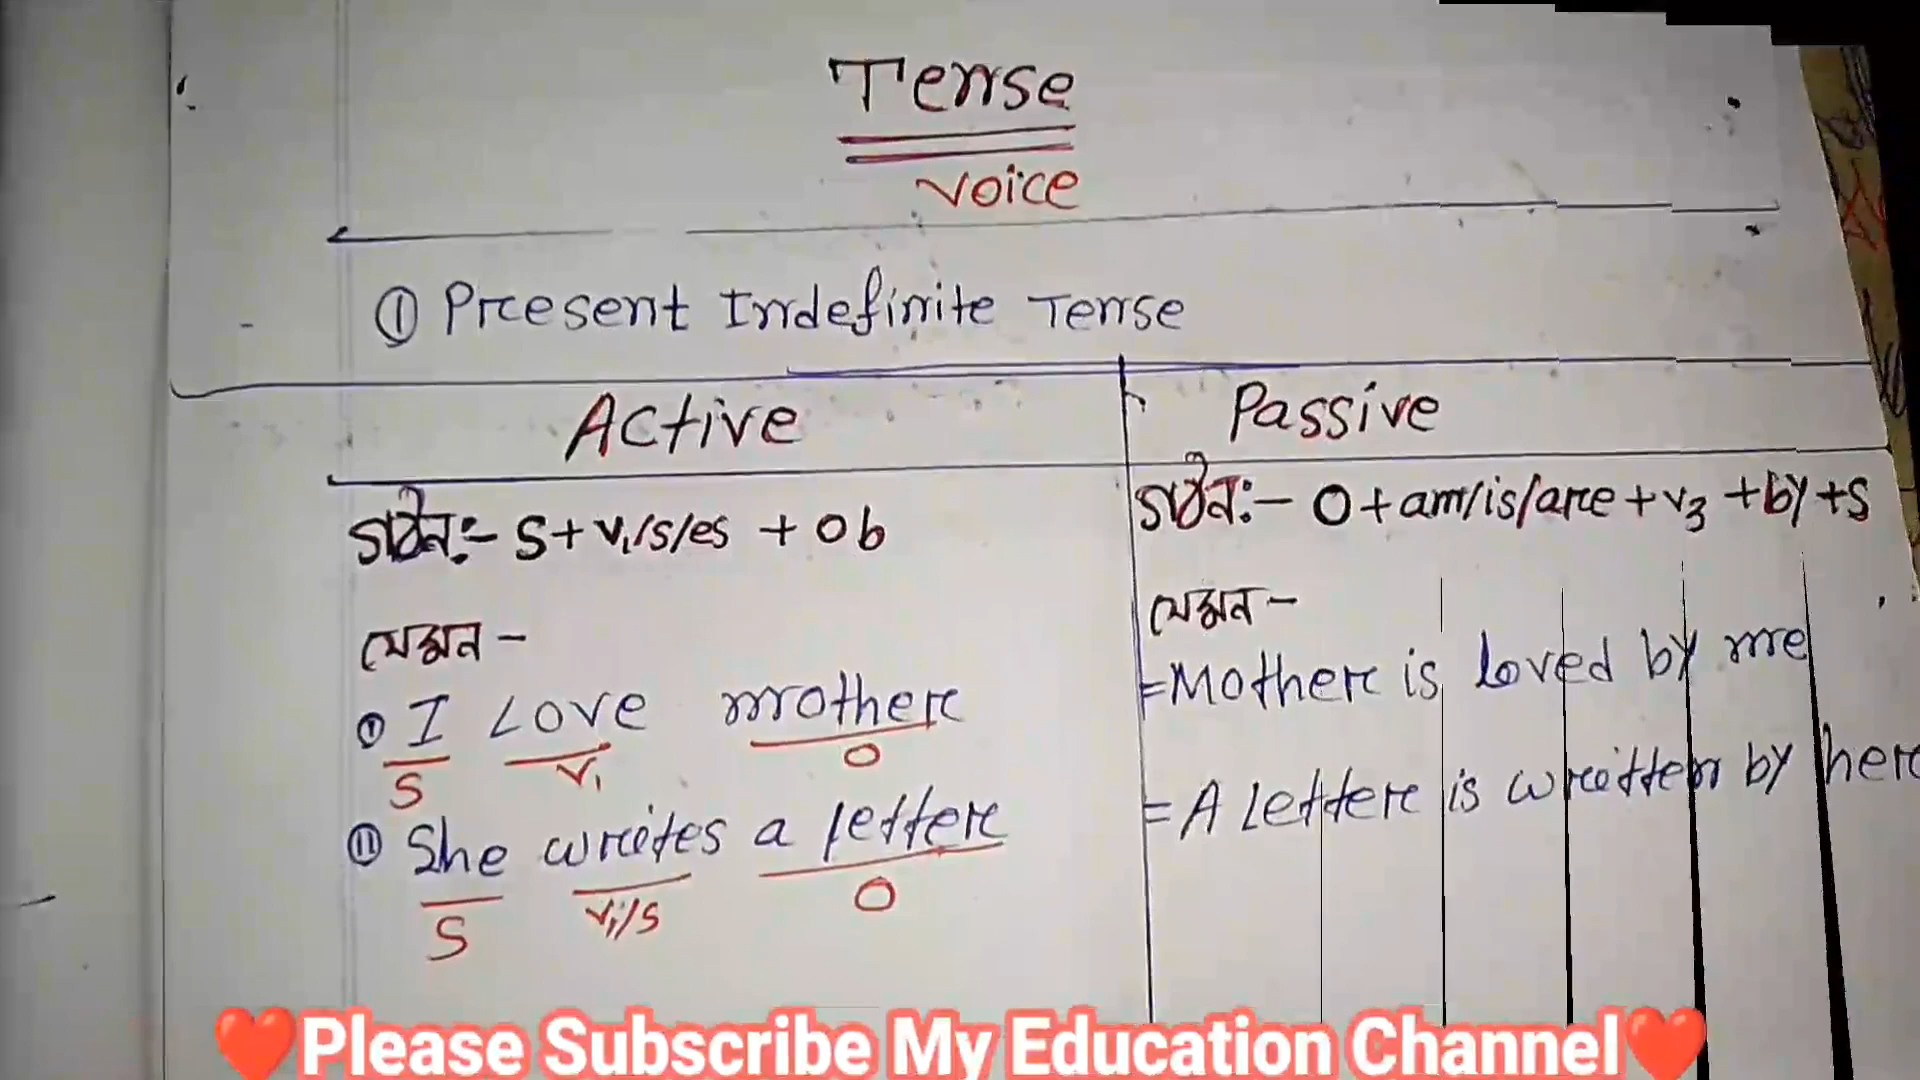 Tense
voice
① Present Indefinite Tense
Active
গঠন:- S + V₁/s/es + ob
যেমন -
① I Love mother
S V₁ O
⑪ She writes a letter
S V₁/S O
Passive
গঠন:- O + am/is/are + v₃ + by + S
যেমন -
= Mother is loved by me
= A Letter is written by her
❤️Please Subscribe My Education Channel❤️